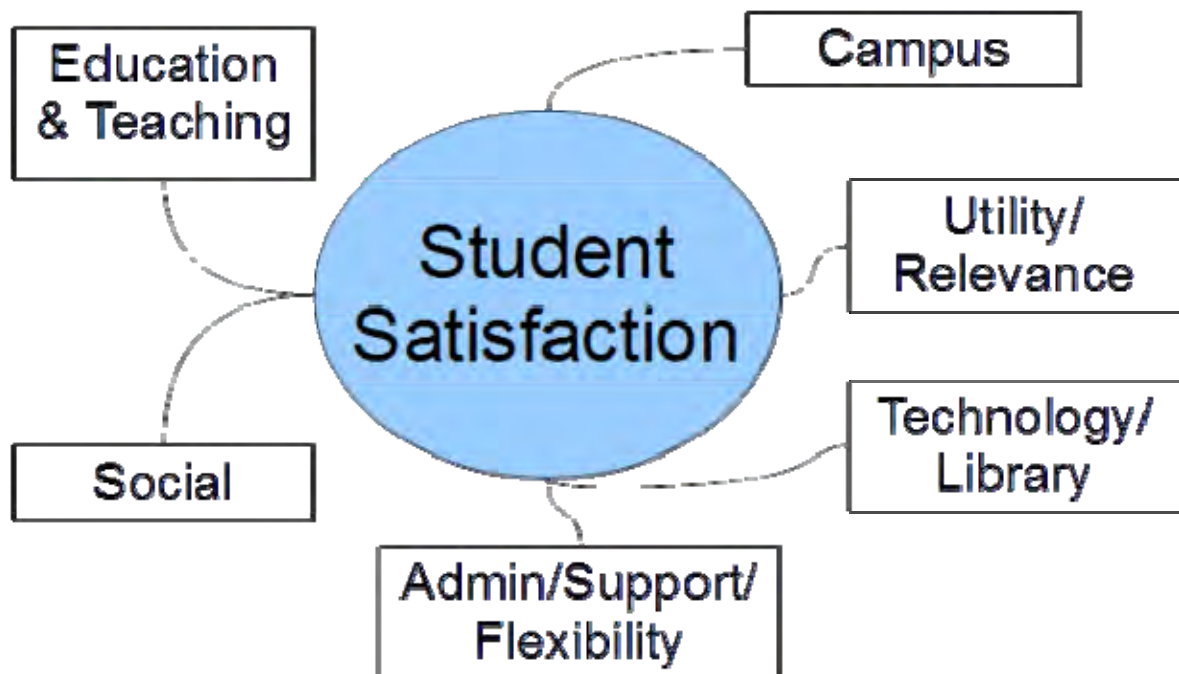 Education
& Teaching
Campus
Student
Satisfaction
Utility/
Relevance
Technology/
Library
Social
Admin/Support/
Flexibility